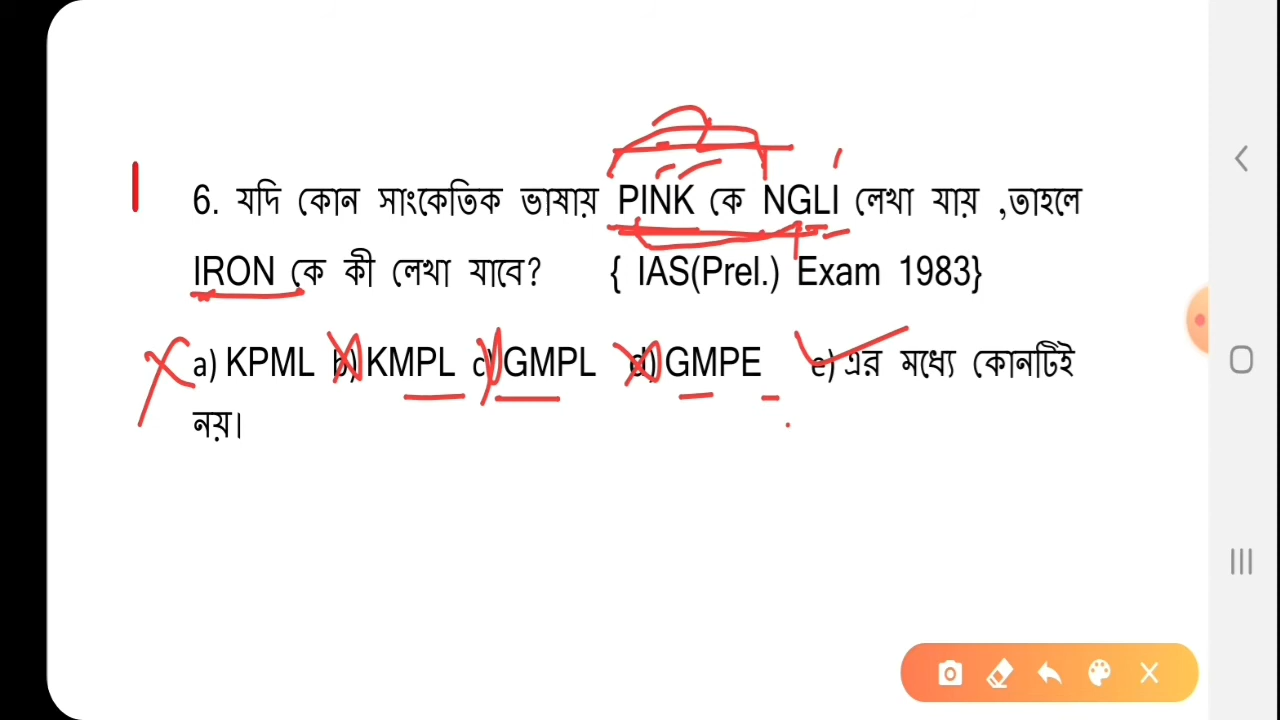 6. যদি কোন সাংকেতিক ভাষায় PINK কে NGLI লেখা যায় ,তাহলে
IRON কে কী লেখা যাবে? { IAS(Prel.) Exam 1983}
a) KPML b) KMPL c) GMPL d) GMPE e) এর মধ্যে কোনটিই
নয়।